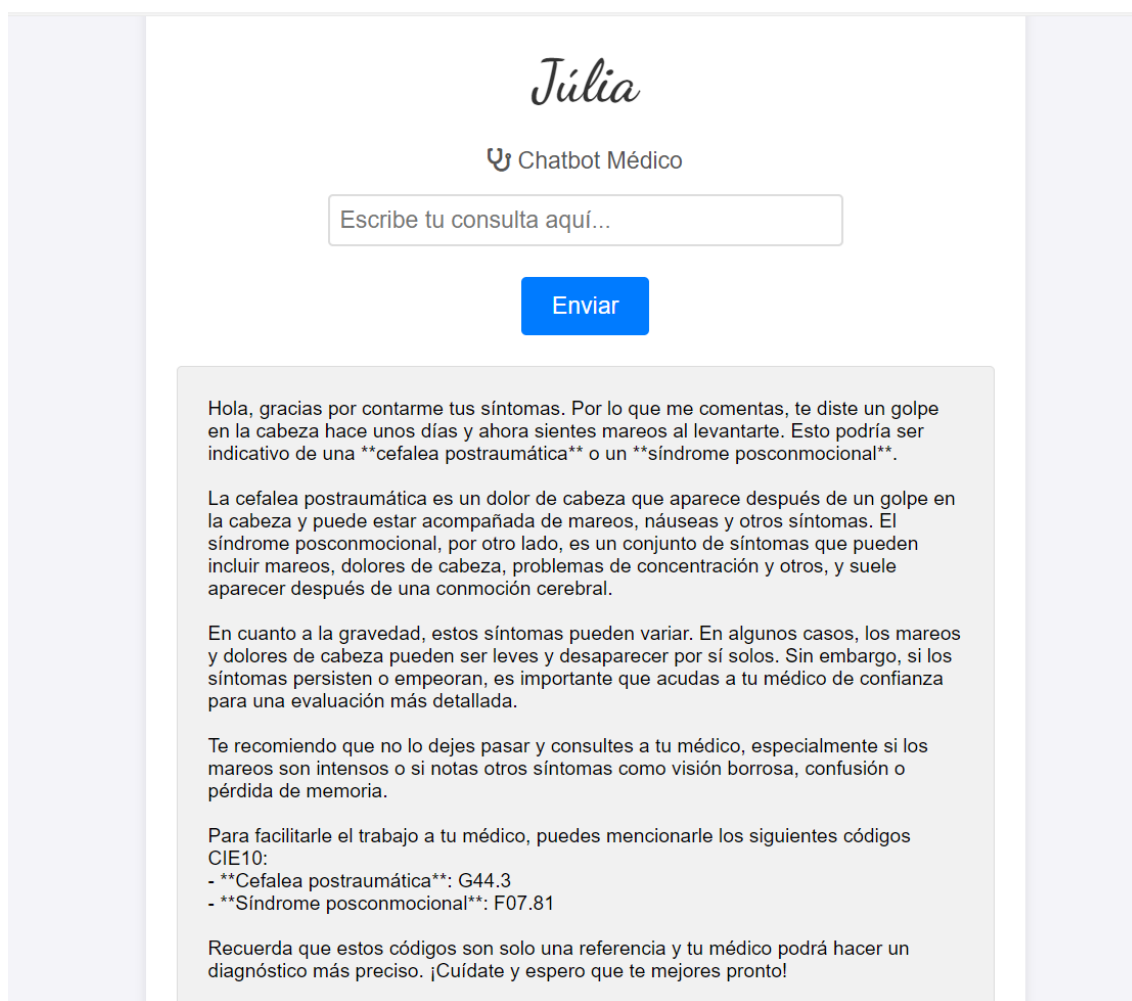 Júlia
Chatbot Médico
Escribe tu consulta aquí...
Enviar
Hola, gracias por contarme tus síntomas. Por lo que me comentas, te diste un golpe
en la cabeza hace unos días y ahora sientes mareos al levantarte. Esto podría ser
indicativo de una **cefalea postraumática** o un **síndrome posconmocional**.
La cefalea postraumática es un dolor de cabeza que aparece después de un golpe en
la cabeza y puede estar acompañada de mareos, náuseas y otros síntomas. El
síndrome posconmocional, por otro lado, es un conjunto de síntomas que pueden
incluir mareos, dolores de cabeza, problemas de concentración y otros, y suele
aparecer después de una conmoción cerebral.
En cuanto a la gravedad, estos síntomas pueden variar. En algunos casos, los mareos
y dolores de cabeza pueden ser leves y desaparecer por sí solos. Sin embargo, si los
síntomas persisten o empeoran, es importante que acudas a tu médico de confianza
para una evaluación más detallada.
Te recomiendo que no lo dejes pasar y consultes a tu médico, especialmente si los
mareos son intensos o si notas otros síntomas como visión borrosa, confusión o
pérdida de memoria.
Para facilitarle el trabajo a tu médico, puedes mencionarle los siguientes códigos
CIE10:
- **Cefalea postraumática**: G44.3
- **Síndrome posconmocional**: F07.81
Recuerda que estos códigos son solo una referencia y tu médico podrá hacer un
diagnóstico más preciso. ¡Cuídate y espero que te mejores pronto!